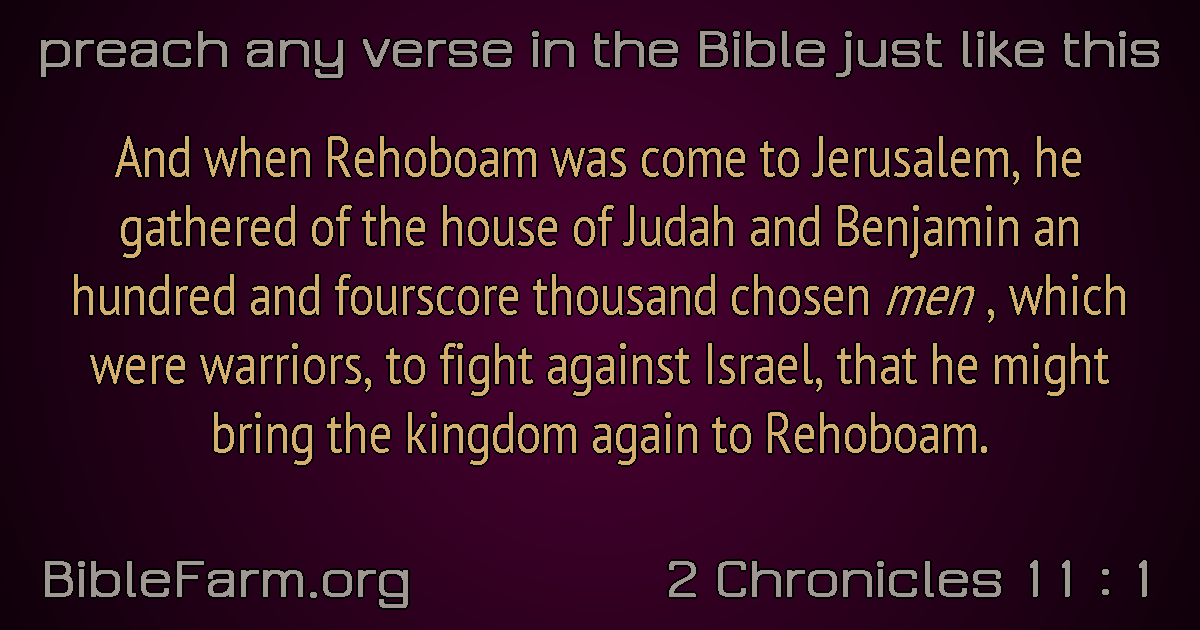 preach any verse in the Bible just like this
And when Rehoboam was come to Jerusalem, he
gathered of the house of Judah and Benjamin an
hundred and fourscore thousand chosen men , which
were warriors, to fight against Israel, that he might
bring the kingdom again to Rehoboam.
BibleFarm.org
2 Chronicles 11 : 1